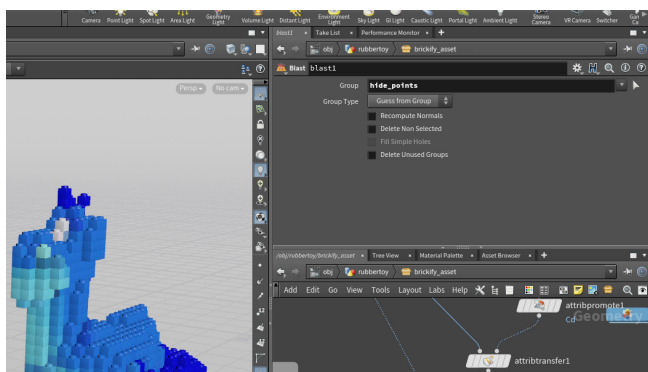 Camera Point Light Spot Light Area Light Geometry Light Volume Light Distant Light Environment Light Sky Light GI Light Caustic Light Portal Light Ambient Light Stereo Camera VR Camera Switcher
blast1 Take List Performance Monitor
obj rubbertoy brickify_asset
Blast blast1
Persp No cam
Group hide_points
Group Type Guess from Group
Recompute Normals
Delete Non Selected
Fill Simple Holes
Delete Unused Groups
/obj/rubbertoy/brickify_asset Tree View Material Palette Asset Browser
obj rubbertoy brickify_asset
Add Edit Go View Tools Layout Labs Help
attribpromote1
Cd
Geometry
attribtransfer1